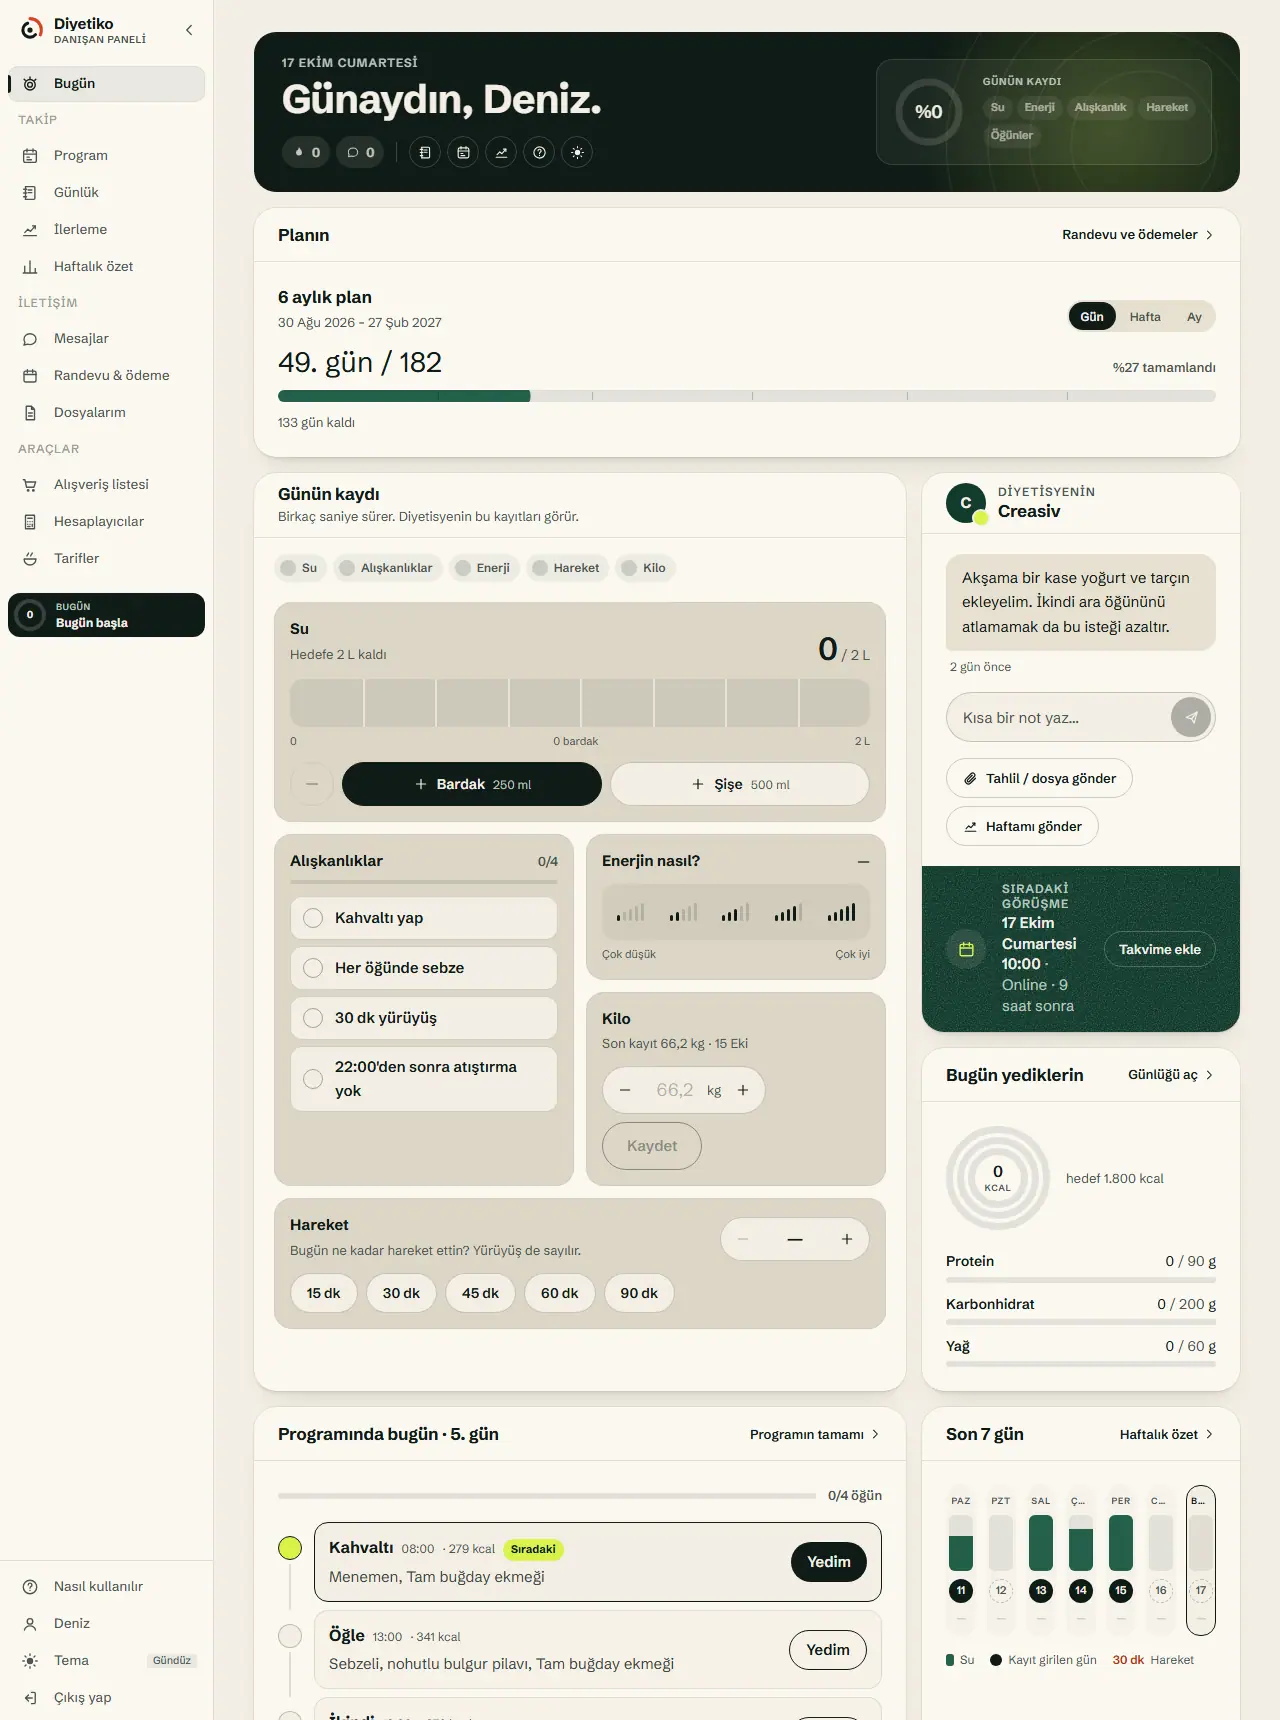 Diyetiko
DANIŞAN PANELİ
Bugün
TAKİP
Program
Günlük
İlerleme
Haftalık özet
İLETİŞİM
Mesajlar
Randevu & ödeme
Dosyalarım
ARAÇLAR
Alışveriş listesi
Hesaplayıcılar
Tarifler
0
BUGÜN
Bugün başla
Nasıl kullanılır
Deniz
Tema Gündüz
Çıkış yap
17 EKİM CUMARTESİ
Günaydın, Deniz.
0 0
%0
GÜNÜN KAYDI
Su Enerji Alışkanlık Hareket
Öğünler
Planın
Randevu ve ödemeler
6 aylık plan
30 Ağu 2026 – 27 Şub 2027
Gün Hafta Ay
49. gün / 182
%27 tamamlandı
133 gün kaldı
Günün kaydı
Birkaç saniye sürer. Diyetisyenin bu kayıtları görür.
Su Alışkanlıklar Enerji Hareket Kilo
Su
Hedefe 2 L kaldı
0 / 2 L
0 0 bardak 2 L
− + Bardak 250 ml + Şişe 500 ml
Alışkanlıklar 0/4
Kahvaltı yap
Her öğünde sebze
30 dk yürüyüş
22:00'den sonra atıştırma
yok
Enerjin nasıl? —
Çok düşük Çok iyi
Kilo
Son kayıt 66,2 kg · 15 Eki
− 66,2 kg +
Kaydet
Hareket
Bugün ne kadar hareket ettin? Yürüyüş de sayılır.
− — +
15 dk 30 dk 45 dk 60 dk 90 dk
C
DİYETİSYENİN
Creasiv
Akşama bir kase yoğurt ve tarçın
ekleyelim. İkindi ara öğününü
atlamamak da bu isteği azaltır.
2 gün önce
Kısa bir not yaz...
Tahlil / dosya gönder
Haftamı gönder
SIRADAKİ
GÖRÜŞME
17 Ekim
Cumartesi
10:00 ·
Online · 9
saat sonra
Takvime ekle
Bugün yediklerin
Günlüğü aç
0
KCAL
hedef 1.800 kcal
Protein 0 / 90 g
Karbonhidrat 0 / 200 g
Yağ 0 / 60 g
Programında bugün · 5. gün
Programın tamamı
0/4 öğün
Kahvaltı 08:00 · 279 kcal Sıradaki
Menemen, Tam buğday ekmeği
Yedim
Öğle 13:00 · 341 kcal
Sebzeli, nohutlu bulgur pilavı, Tam buğday ekmeği
Yedim
Son 7 gün
Haftalık özet
PAZ PZT SAL Ç... PER C... B...
11 12 13 14 15 16 17
— — — — — — —
Su Kayıt girilen gün 30 dk Hareket